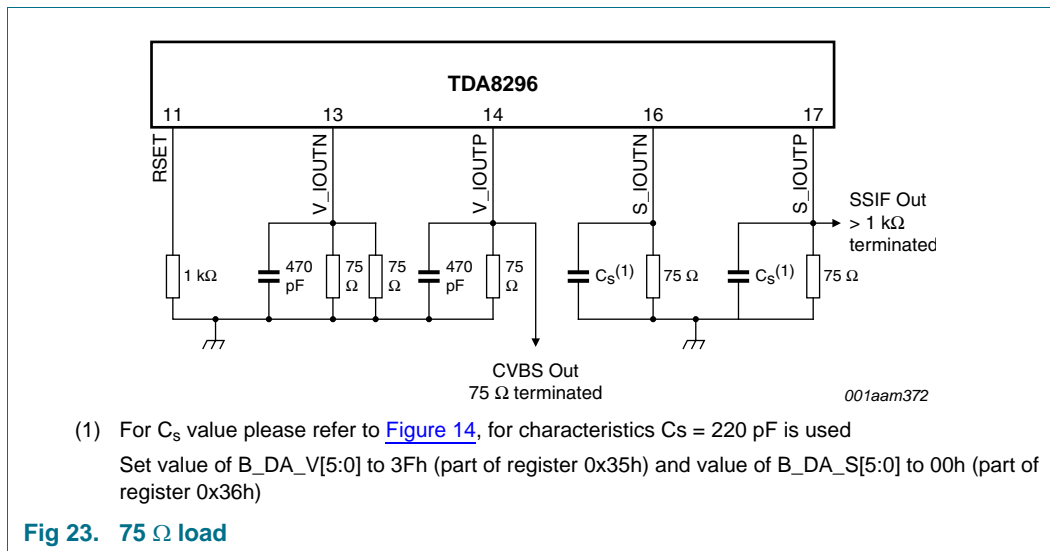 TDA8296
11 13 14 16 17
RSET V_IOUTN V_IOUTP S_IOUTN S_IOUTP
SSIF Out
> 1 kΩ
terminated
1 kΩ
470
pF
75
Ω
75
Ω
470
pF
75
Ω
Cs(1)
75 Ω
Cs(1)
75 Ω
CVBS Out
75 Ω terminated
001aam372
(1) For Cs value please refer to Figure 14, for characteristics Cs = 220 pF is used
Set value of B_DA_V[5:0] to 3Fh (part of register 0x35h) and value of B_DA_S[5:0] to 00h (part of
register 0x36h)
Fig 23. 75 Ω load